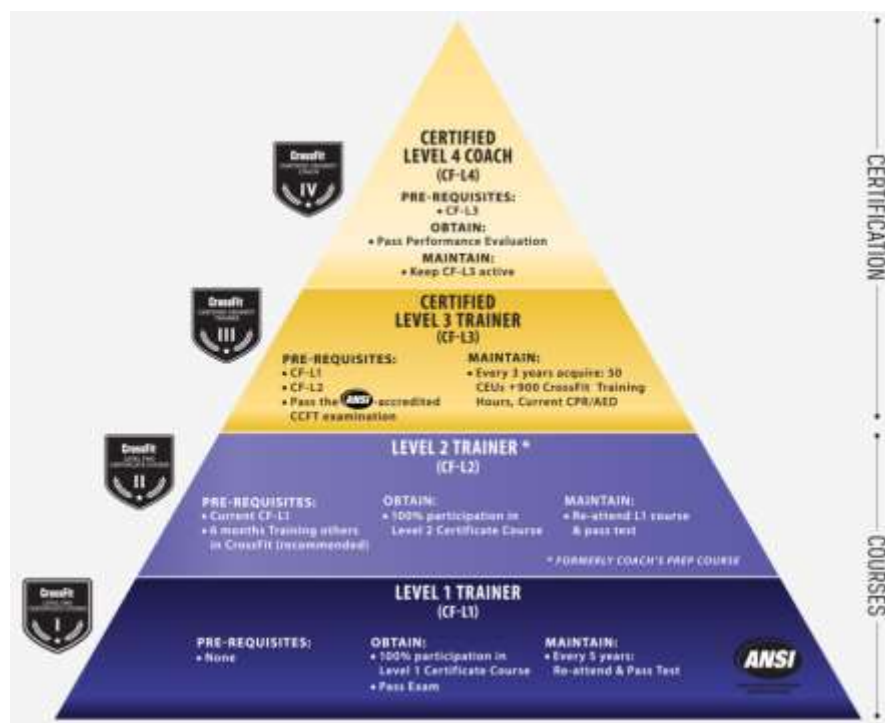 CERTIFIED
LEVEL 4 COACH
(CF-L4)
PRE-REQUISITES:
• CF-L3
OBTAIN:
• Pass Performance Evaluation
MAINTAIN:
• Keep CF-L3 active
CrossFit
IV
CERTIFICATION
CERTIFIED
LEVEL 3 TRAINER
(CF-L3)
PRE-REQUISITES:
• CF-L1
• CF-L2
• Pass the ANSI-accredited
CCFT examination
MAINTAIN:
• Every 3 years acquire: 50
CEUs +900 CrossFit Training
Hours, Current CPR/AED
CrossFit
III
LEVEL 2 TRAINER *
(CF-L2)
PRE-REQUISITES:
• Current CF-L1
• 6 months Training others
in CrossFit (recommended)
OBTAIN:
• 100% participation in
Level 2 Certificate Course
MAINTAIN:
• Re-attend L1 course
& pass test
* FORMERLY COACH'S PREP COURSE
CrossFit
II
COURSES
LEVEL 1 TRAINER
(CF-L1)
PRE-REQUISITES:
• None
OBTAIN:
• 100% participation in
Level 1 Certificate Course
• Pass Exam
MAINTAIN:
• Every 5 years:
Re-attend & Pass Test
CrossFit
I
ANSI